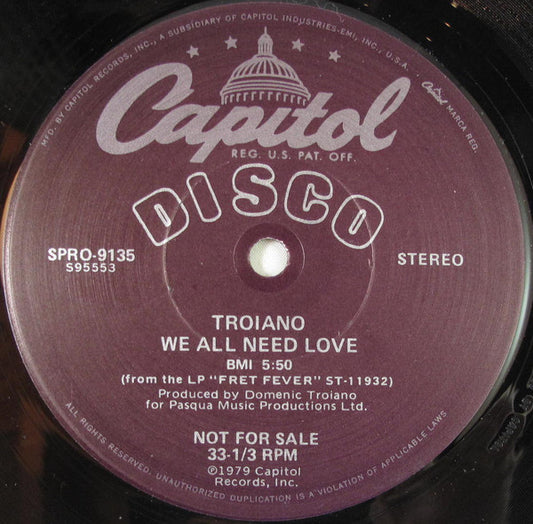 MFD. BY CAPITOL RECORDS, INC., A SUBSIDIARY OF CAPITOL INDUSTRIES-EMI, INC., U.S.A. · Capitol MARCA REG.
Capitol
REG. U.S. PAT. OFF.
DISCO
SPRO-9135
S95553
STEREO
TROIANO
WE ALL NEED LOVE
BMI 5:50
(from the LP "FRET FEVER" ST-11932)
Produced by Domenic Troiano
for Pasqua Music Productions Ltd.
NOT FOR SALE
33-1/3 RPM
©1979 Capitol
Records, Inc.
ALL RIGHTS RESERVED. UNAUTHORIZED DUPLICATION IS A VIOLATION OF APPLICABLE LAWS